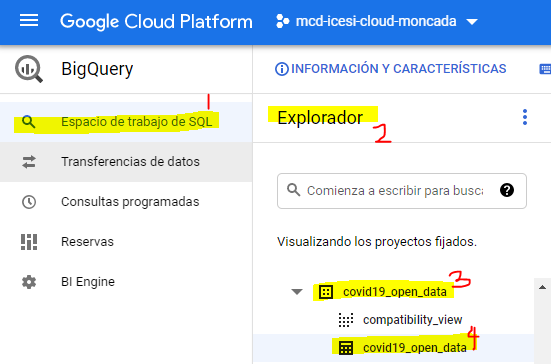 Google Cloud Platform
mcd-icesi-cloud-moncada
BigQuery
INFORMACIÓN Y CARACTERÍSTICAS
1
Espacio de trabajo de SQL
Explorador
2
Transferencias de datos
Consultas programadas
Comienza a escribir para busca
?
Reservas
Visualizando los proyectos fijados.
BI Engine
covid19_open_data
3
compatibility_view
covid19_open_data
4